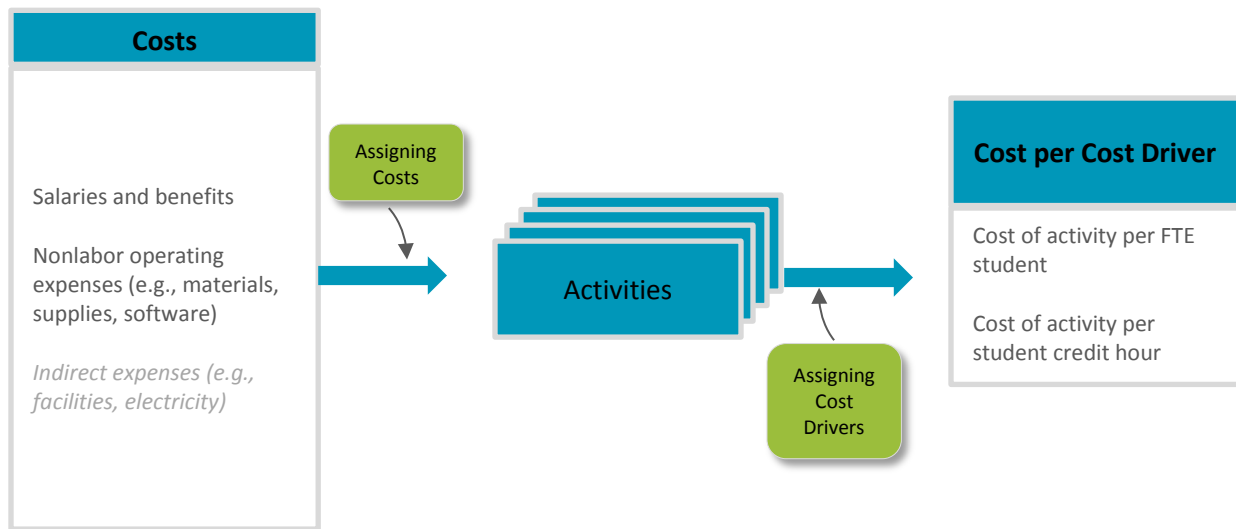 Costs
Salaries and benefits
Nonlabor operating
expenses (e.g., materials,
supplies, software)
Indirect expenses (e.g.,
facilities, electricity)
Assigning
Costs
Activities
Assigning
Cost
Drivers
Cost per Cost Driver
Cost of activity per FTE
student
Cost of activity per
student credit hour